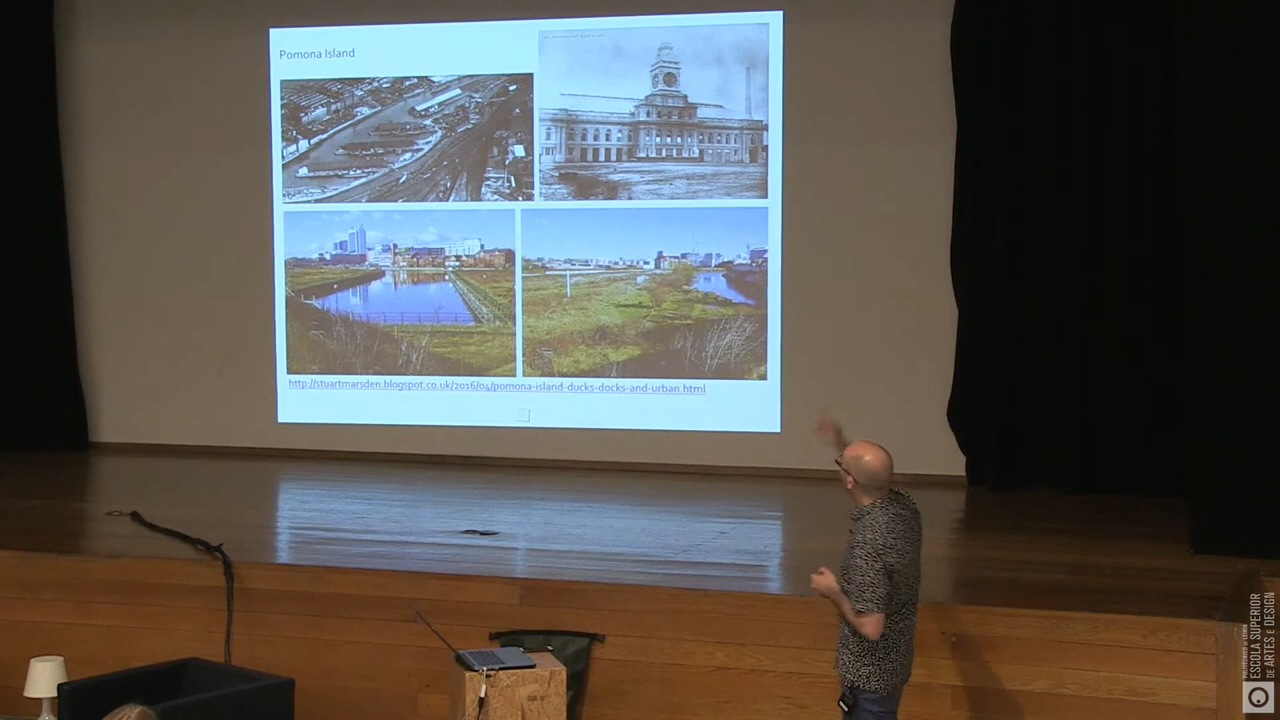 Pomona Island
http://stuartmarsden.blogspot.co.uk/2016/04/pomona-island-ducks-docks-and-urban.html
ESCOLA SUPERIOR
DE ARTES E DESIGN